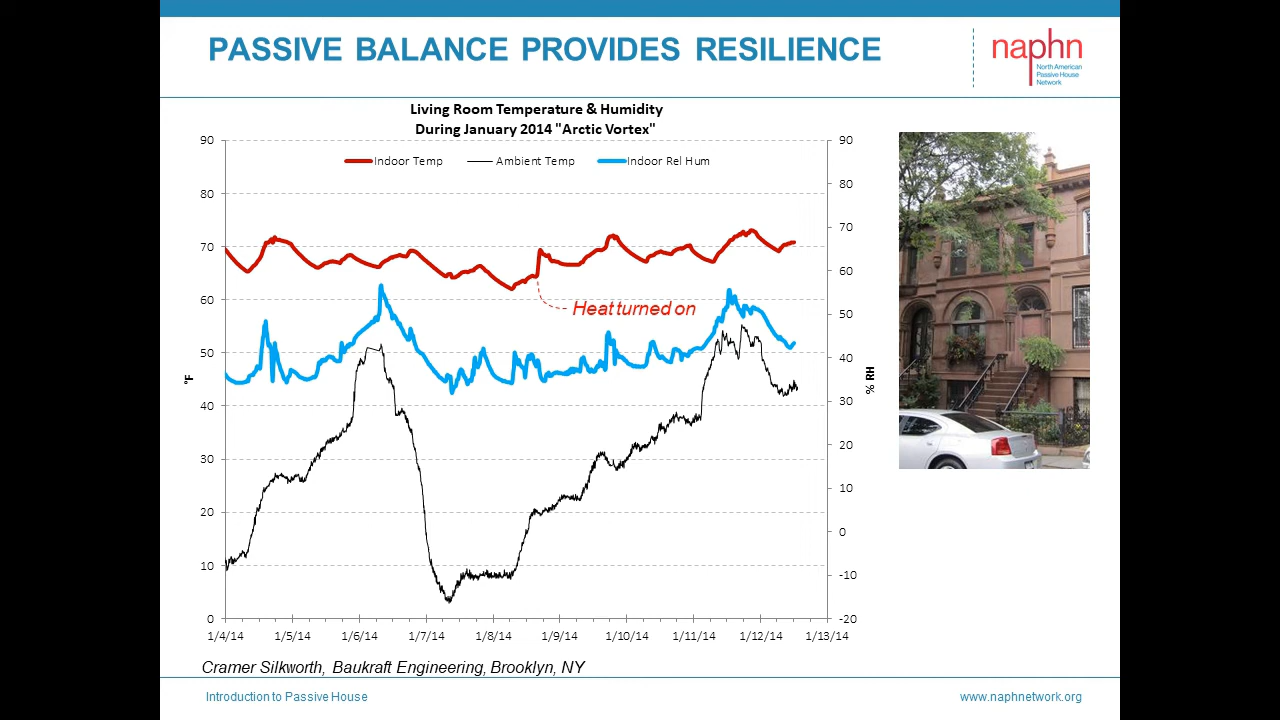 PASSIVE BALANCE PROVIDES RESILIENCE
naphn
North American
Passive House
Network
Living Room Temperature & Humidity
During January 2014 "Arctic Vortex"
Indoor Temp
Ambient Temp
Indoor Rel Hum
90
80
70
60
50
40
30
20
10
0
°F
90
80
70
60
50
40
30
20
10
0
-10
-20
% RH
Heat turned on
1/4/14
1/5/14
1/6/14
1/7/14
1/8/14
1/9/14
1/10/14
1/11/14
1/12/14
1/13/14
Cramer Silkworth, Baukraft Engineering, Brooklyn, NY
Introduction to Passive House
www.naphnetwork.org